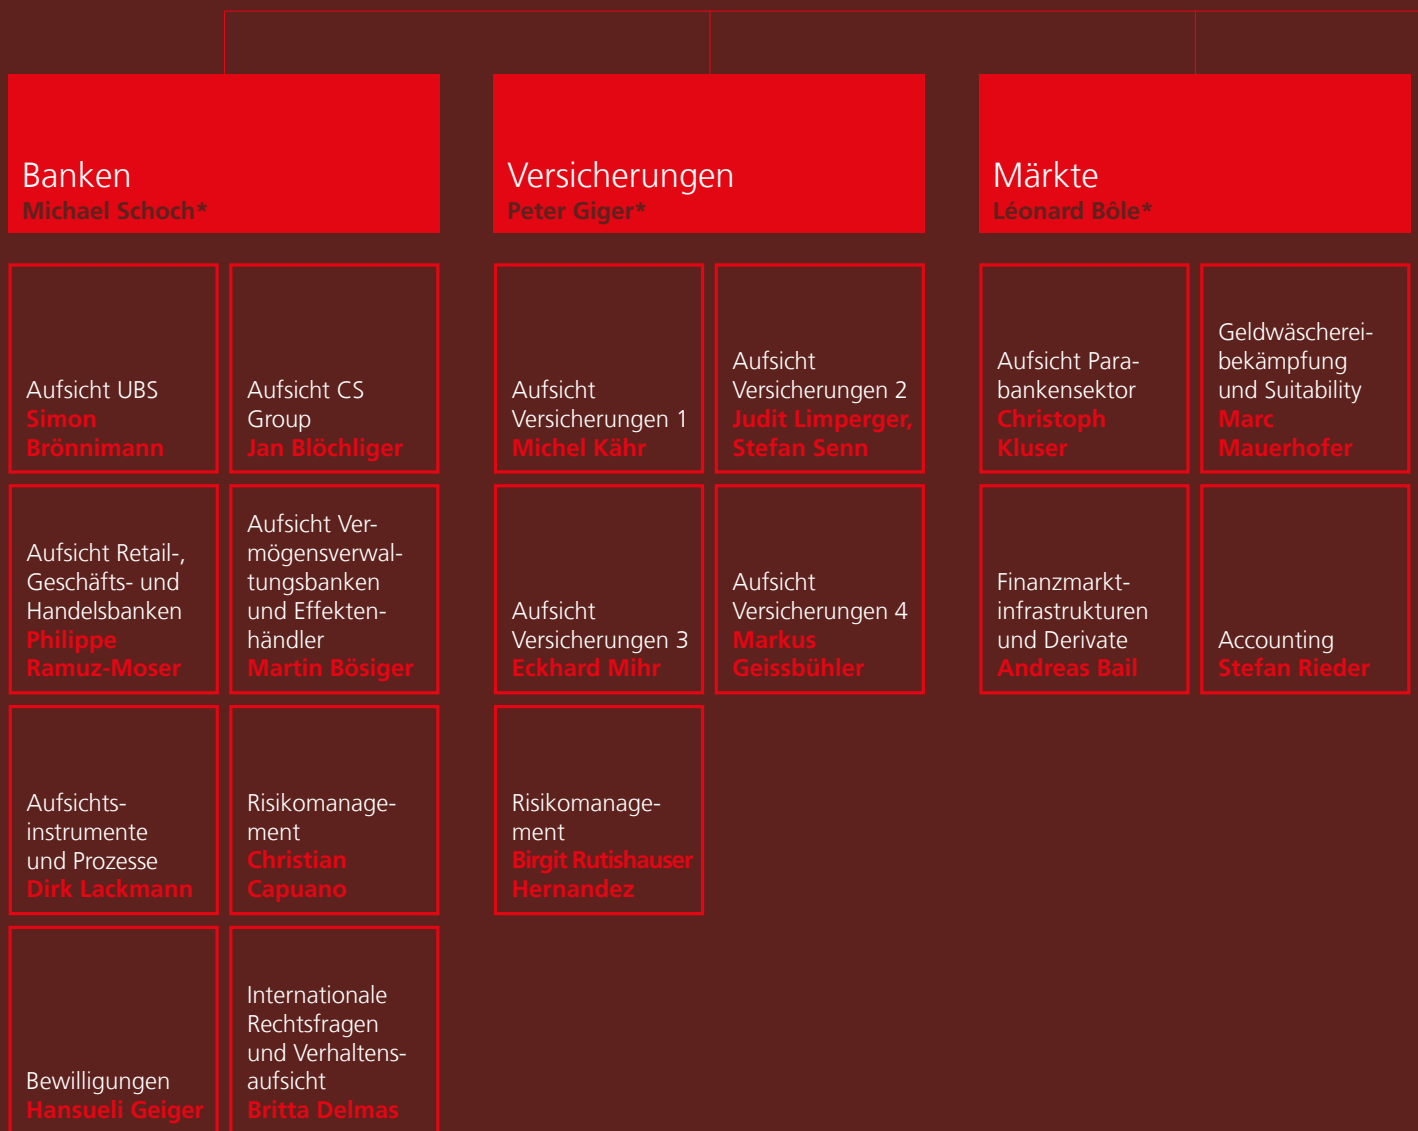 Banken
Michael Schoch*
Aufsicht UBS
Simon
Brönnimann
Aufsicht CS
Group
Jan Blöchliger
Aufsicht Retail-,
Geschäfts- und
Handelsbanken
Philippe
Ramuz-Moser
Aufsicht Ver-
mögensverwal-
tungsbanken
und Effekten-
händler
Martin Bösiger
Aufsichts-
instrumente
und Prozesse
Dirk Lackmann
Risikomanage-
ment
Christian
Capuano
Bewilligungen
Hansueli Geiger
Internationale
Rechtsfragen
und Verhaltens-
aufsicht
Britta Delmas
Versicherungen
Peter Giger*
Aufsicht
Versicherungen 1
Michel Kähr
Aufsicht
Versicherungen 2
Judit Limperger,
Stefan Senn
Aufsicht
Versicherungen 3
Eckhard Mihr
Aufsicht
Versicherungen 4
Markus
Geissbühler
Risikomanage-
ment
Birgit Rutishauser
Hernandez
Märkte
Léonard Bôle*
Aufsicht Para-
bankensektor
Christoph
Kluser
Geldwäscherei-
bekämpfung
und Suitability
Marc
Mauerhofer
Finanzmarkt-
infrastrukturen
und Derivate
Andreas Bail
Accounting
Stefan Rieder